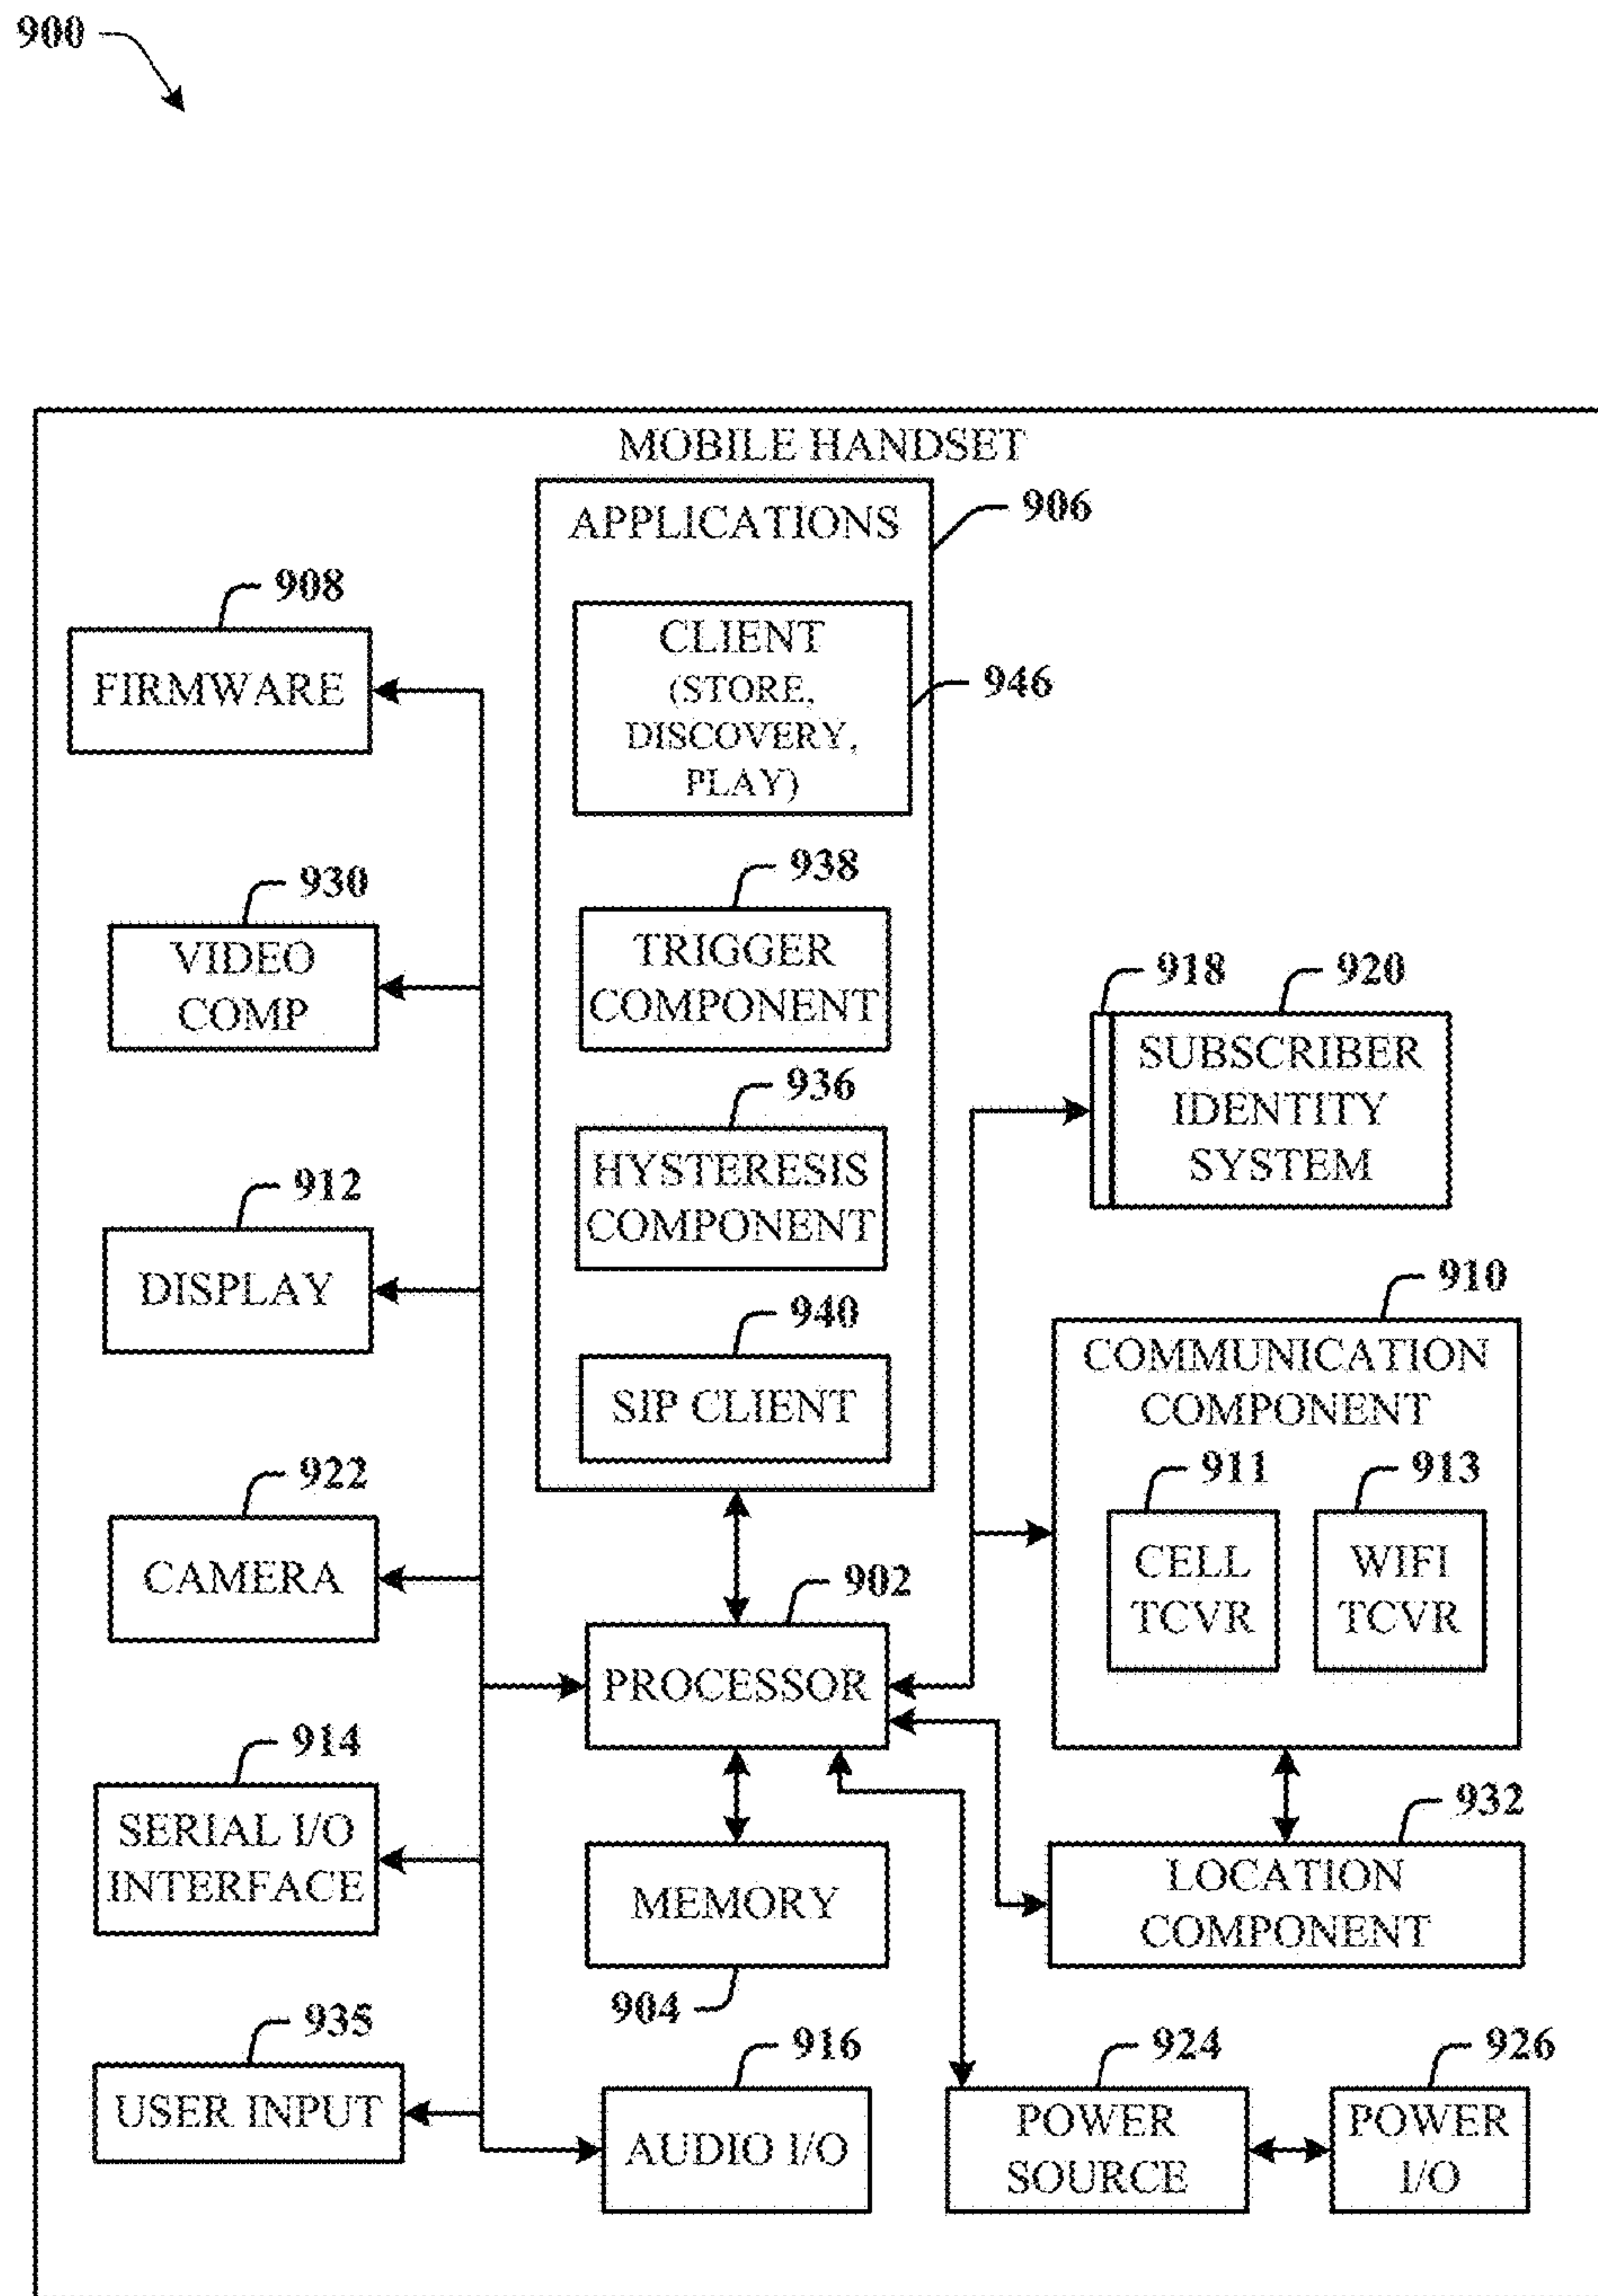 900
MOBILE HANDSET
APPLICATIONS
906
CLIENT
(STORE,
DISCOVERY,
PLAY)
946
938
TRIGGER
COMPONENT
936
HYSTERESIS
COMPONENT
940
SIP CLIENT
908
FIRMWARE
930
VIDEO
COMP
912
DISPLAY
922
CAMERA
914
SERIAL I/O
INTERFACE
935
USER INPUT
902
PROCESSOR
MEMORY
904
916
AUDIO I/O
918
920
SUBSCRIBER
IDENTITY
SYSTEM
910
COMMUNICATION
COMPONENT
911
CELL
TCVR
913
WIFI
TCVR
932
LOCATION
COMPONENT
924
POWER
SOURCE
926
POWER
I/O